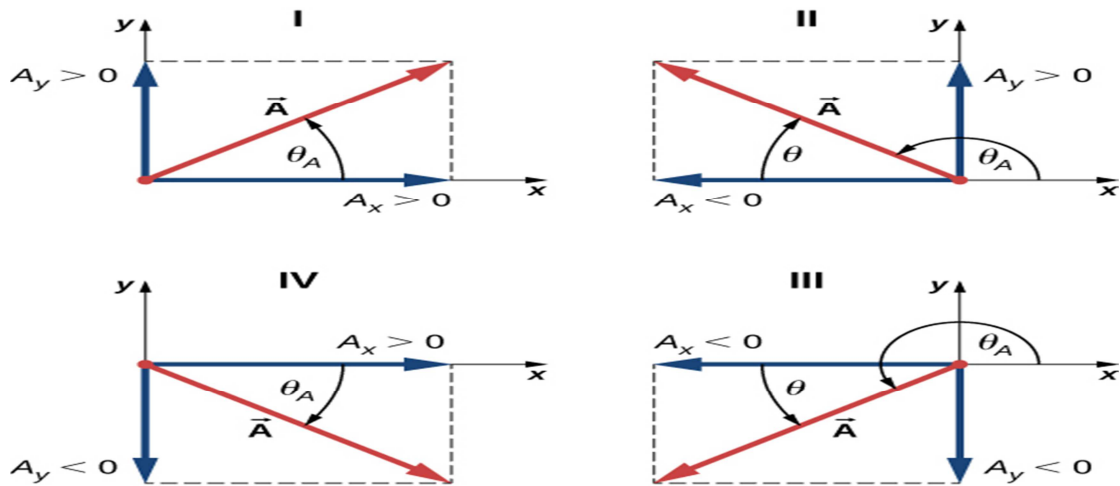 I
y
A_y > 0
A⃗
θ_A
x
A_x > 0
II
y
A_y > 0
A⃗
θ
θ_A
A_x < 0
x
IV
y
A_x > 0
x
θ_A
A⃗
A_y < 0
III
y
A_x < 0
θ_A
x
θ
A⃗
A_y < 0